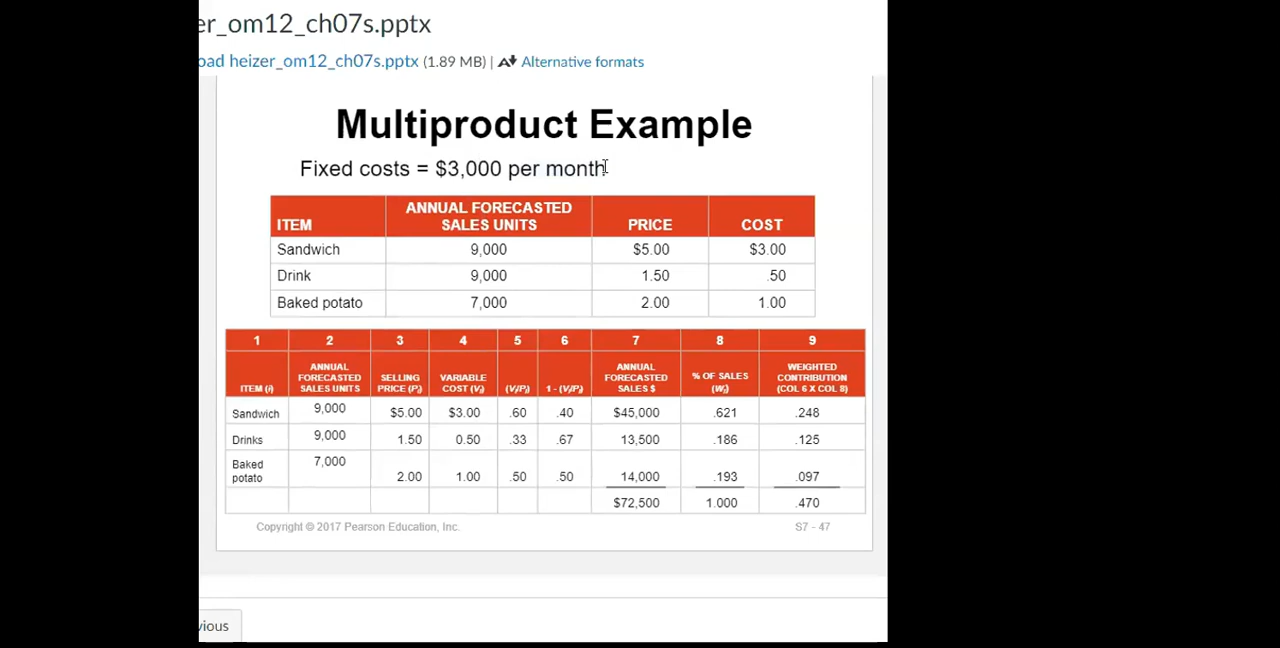 er_om12_ch07s.pptx
oad heizer_om12_ch07s.pptx (1.89 MB) | Alternative formats
Multiproduct Example
Fixed costs = $3,000 per month
ITEM ANNUAL FORECASTED SALES UNITS PRICE COST
Sandwich 9,000 $5.00 $3.00
Drink 9,000 1.50 .50
Baked potato 7,000 2.00 1.00
1 2 3 4 5 6 7 8 9
ITEM (i) ANNUAL FORECASTED SALES UNITS SELLING PRICE (Pi) VARIABLE COST (Vi) (Vi/Pi) 1 - (Vi/Pi) ANNUAL FORECASTED SALES $ % OF SALES (Wi) WEIGHTED CONTRIBUTION (COL 6 X COL 8)
Sandwich 9,000 $5.00 $3.00 .60 .40 $45,000 .621 .248
Drinks 9,000 1.50 0.50 .33 .67 13,500 .186 .125
Baked potato 7,000 2.00 1.00 .50 .50 14,000 .193 .097
$72,500 1.000 .470
Copyright © 2017 Pearson Education, Inc. S7 - 47
vious